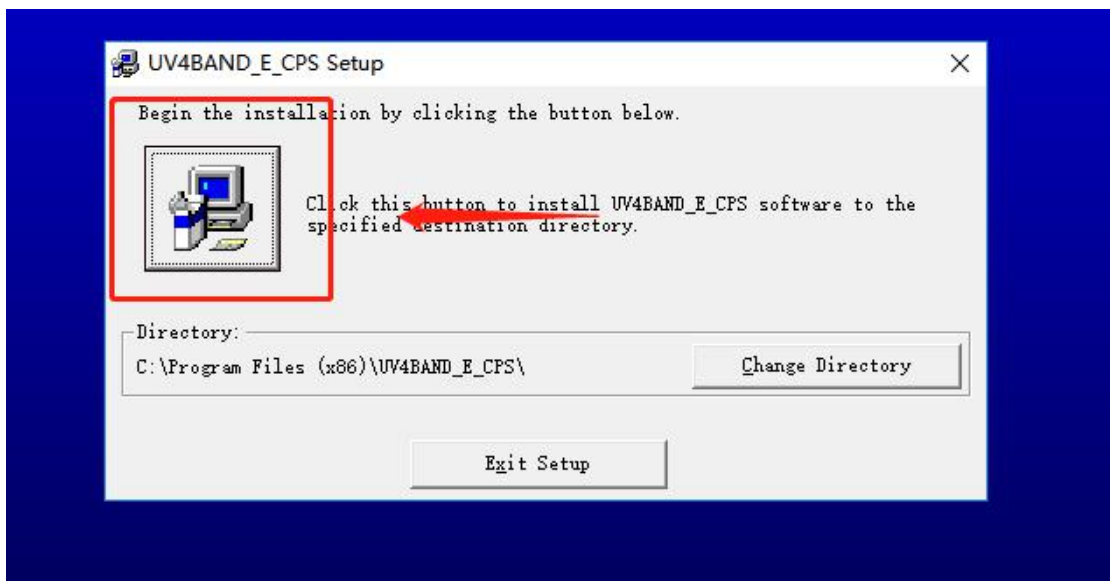 UV4BAND_E_CPS Setup
Begin the installation by clicking the button below.
Click this button to install UV4BAND_E_CPS software to the
specified destination directory.
Directory:
C:\Program Files (x86)\UV4BAND_E_CPS\
Change Directory
Exit Setup